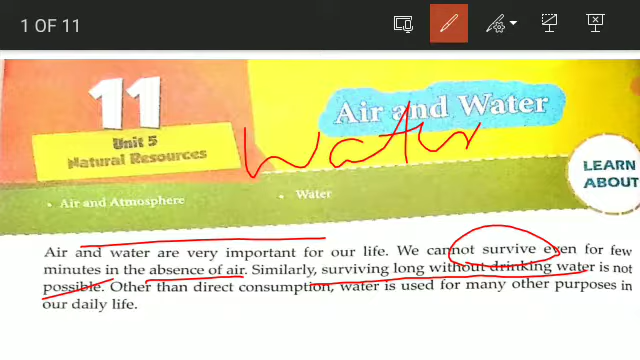 1 OF 11
11
Air and Water
Unit 5
Natural Resources
Water
LEARN
ABOUT
• Air and Atmosphere
• Water
Air and water are very important for our life. We cannot survive even for few
minutes in the absence of air. Similarly, surviving long without drinking water is not
possible. Other than direct consumption, water is used for many other purposes in
our daily life.